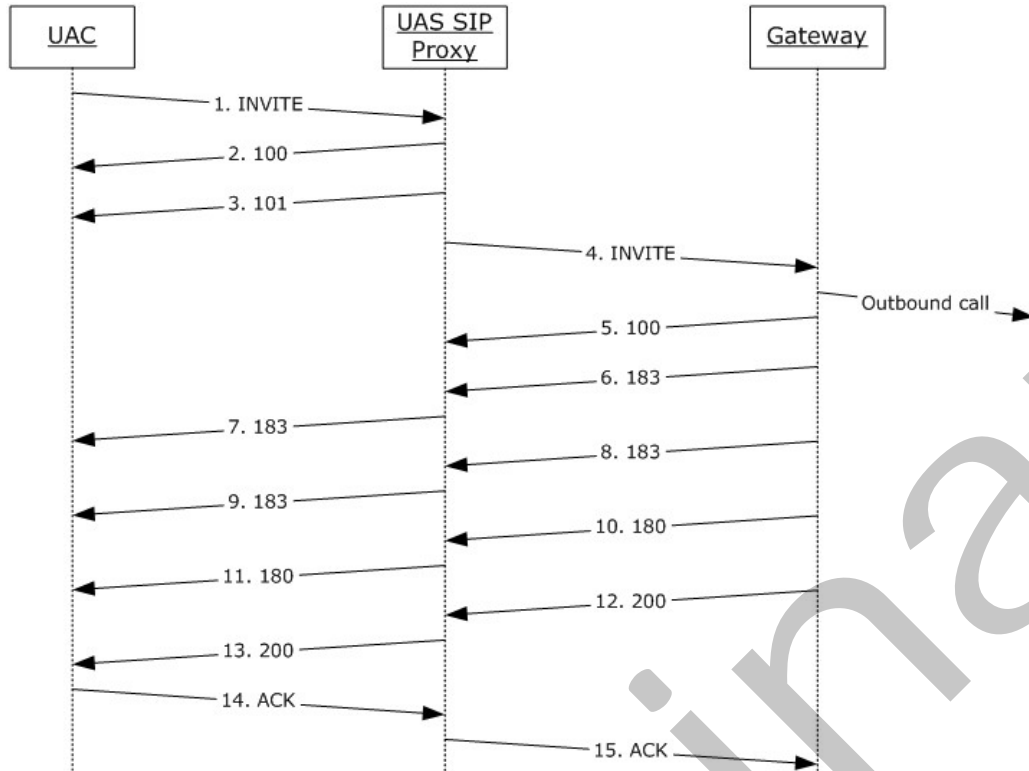 UAC
UAS SIP
Proxy
Gateway
1. INVITE
2. 100
3. 101
4. INVITE
Outbound call
5. 100
6. 183
7. 183
8. 183
9. 183
10. 180
11. 180
12. 200
13. 200
14. ACK
15. ACK
ina